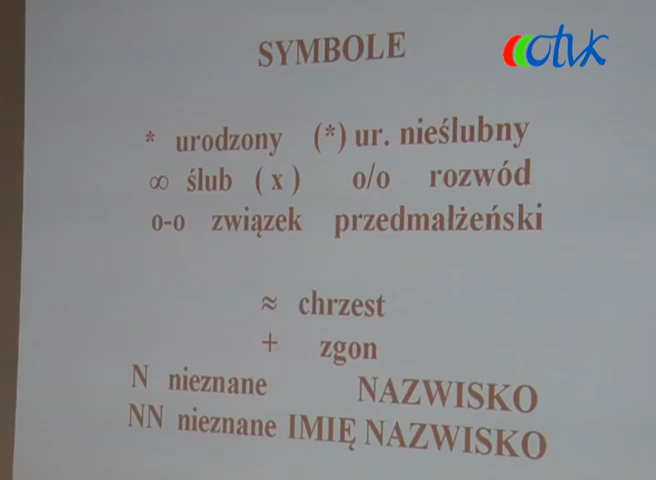 SYMBOLE
otvk
* urodzony (*) ur. nieślubny
∞ ślub ( x ) o/o rozwód
o-o związek przedmałżeński
≈ chrzest
+ zgon
N nieznane NAZWISKO
NN nieznane IMIĘ NAZWISKO